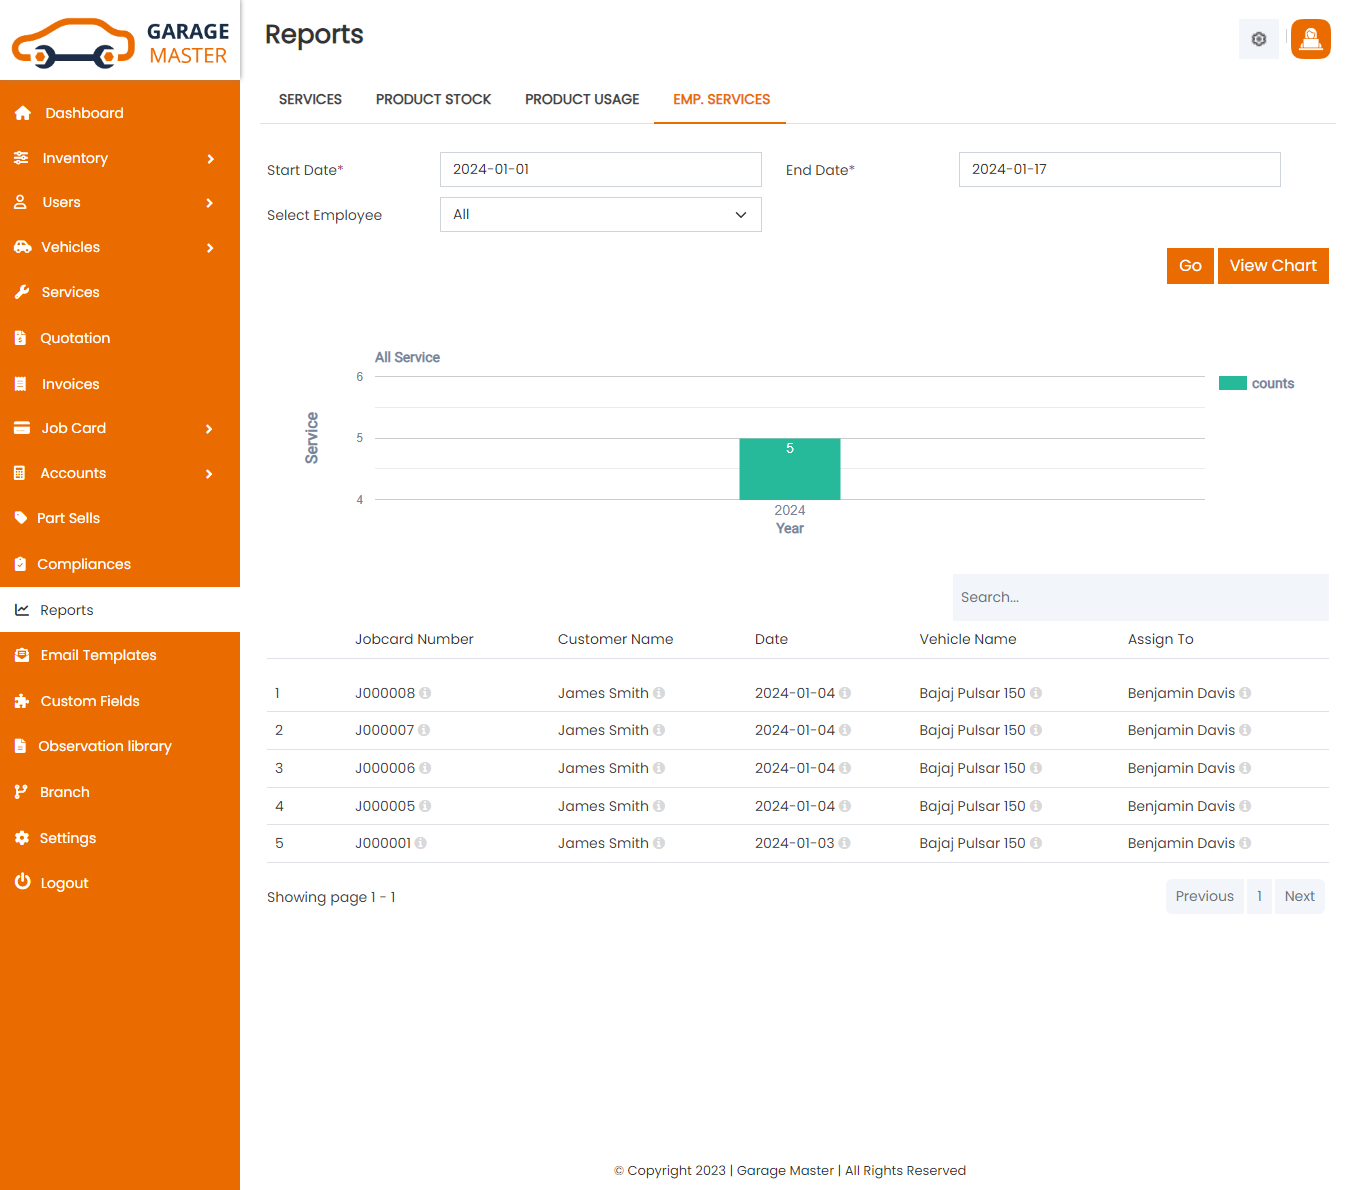 GARAGE
MASTER
Reports
Dashboard
Inventory
Users
Vehicles
Services
Quotation
Invoices
Job Card
Accounts
Part Sells
Compliances
Reports
Email Templates
Custom Fields
Observation library
Branch
Settings
Logout
SERVICES PRODUCT STOCK PRODUCT USAGE EMP. SERVICES
Start Date* 2024-01-01 End Date* 2024-01-17
Select Employee All
Go View Chart
All Service
6
5
4
Service
5
2024
Year
counts
Search...
Jobcard Number Customer Name Date Vehicle Name Assign To
1 J000008 James Smith 2024-01-04 Bajaj Pulsar 150 Benjamin Davis
2 J000007 James Smith 2024-01-04 Bajaj Pulsar 150 Benjamin Davis
3 J000006 James Smith 2024-01-04 Bajaj Pulsar 150 Benjamin Davis
4 J000005 James Smith 2024-01-04 Bajaj Pulsar 150 Benjamin Davis
5 J000001 James Smith 2024-01-03 Bajaj Pulsar 150 Benjamin Davis
Showing page 1 - 1
Previous 1 Next
© Copyright 2023 | Garage Master | All Rights Reserved